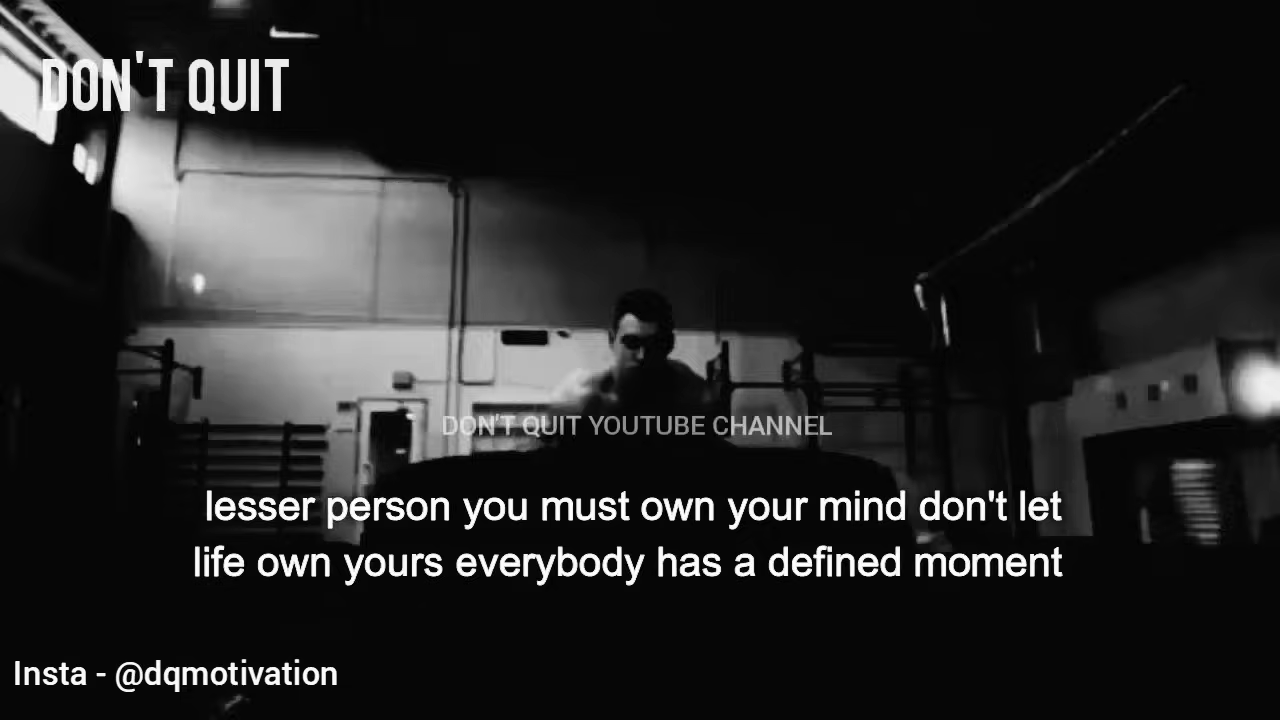 DON'T QUIT
DON'T QUIT YOUTUBE CHANNEL
lesser person you must own your mind don't let
life own yours everybody has a defined moment
Insta - @dqmotivation